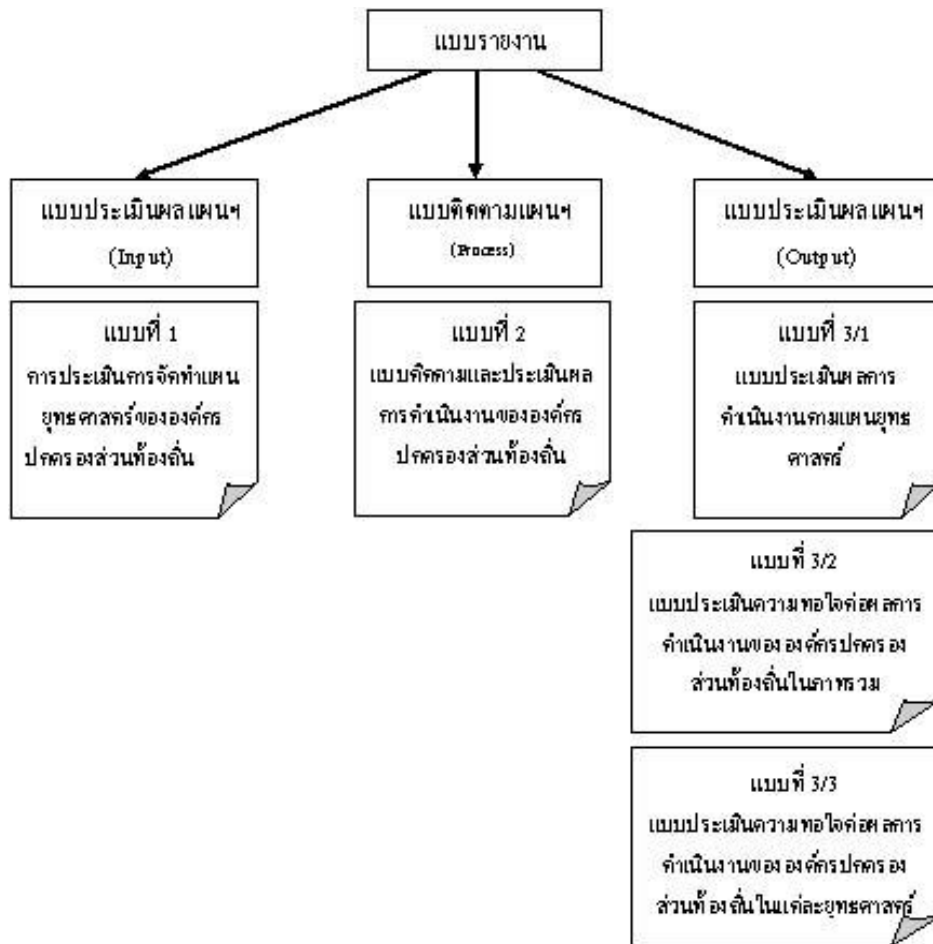 แบบรายงาน
แบบประเมินผลแผนฯ
(Input)
แบบติดตามแผนฯ
(Process)
แบบประเมินผลแผนฯ
(Output)
แบบที่ 1
การประเมินการจัดทำแผน
ยุทธศาสตร์ขององค์กร
ปกครองส่วนท้องถิ่น
แบบที่ 2
แบบติดตามและประเมินผล
การดำเนินงานขององค์กร
ปกครองส่วนท้องถิ่น
แบบที่ 3/1
แบบประเมินผลการ
ดำเนินงานตามแผนยุทธ
ศาสตร์
แบบที่ 3/2
แบบประเมินความพอใจต่อผลการ
ดำเนินงานขององค์กรปกครอง
ส่วนท้องถิ่นในภาพรวม
แบบที่ 3/3
แบบประเมินความพอใจต่อผลการ
ดำเนินงานขององค์กรปกครอง
ส่วนท้องถิ่นในแต่ละยุทธศาสตร์